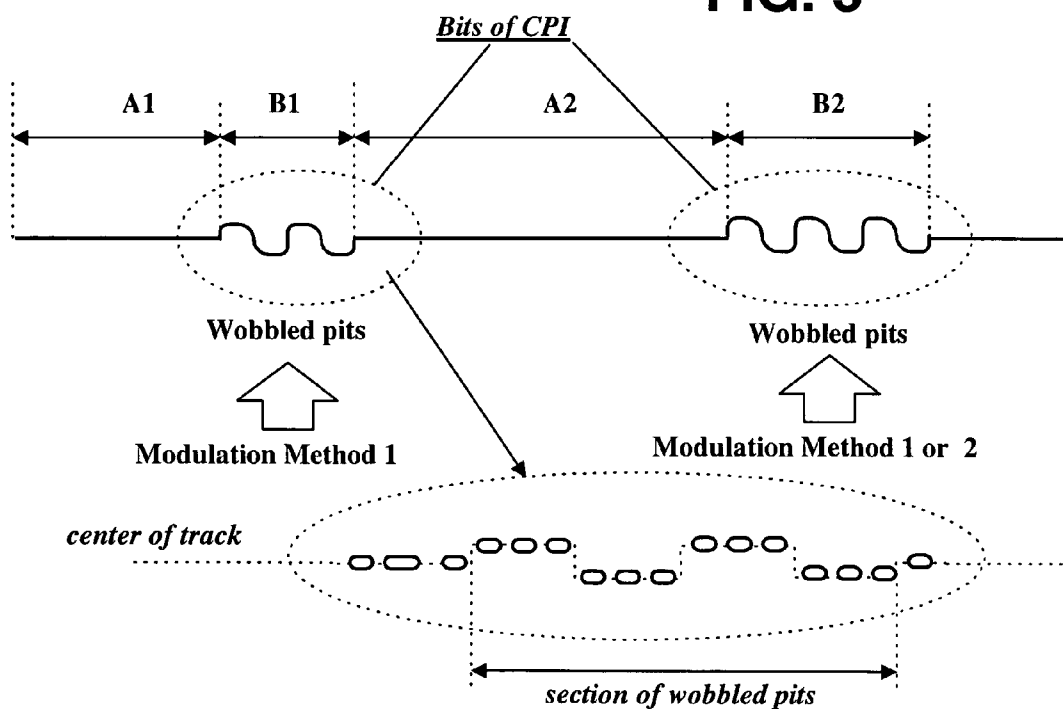 FIG.
Bits of CPI
A1 B1 A2 B2
Wobbled pits Wobbled pits
Modulation Method 1 Modulation Method 1 or 2
center of track
section of wobbled pits